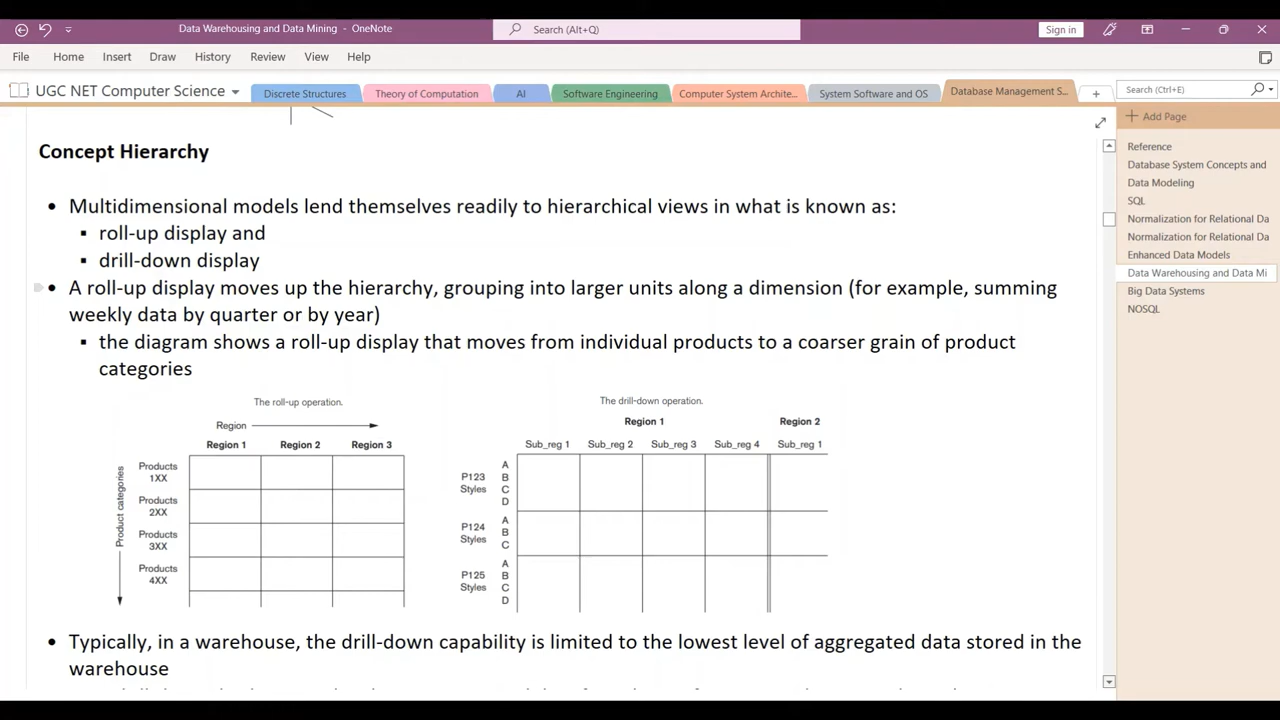 Data Warehousing and Data Mining - OneNote
Search (Alt+Q)
Sign in
File Home Insert Draw History Review View Help
UGC NET Computer Science
Discrete Structures
Theory of Computation
AI
Software Engineering
Computer System Archite...
System Software and OS
Database Management S...
Search (Ctrl+E)
Add Page
Reference
Database System Concepts and
Data Modeling
SQL
Normalization for Relational Da
Normalization for Relational Da
Enhanced Data Models
Data Warehousing and Data Mi
Big Data Systems
NOSQL
Concept Hierarchy
• Multidimensional models lend themselves readily to hierarchical views in what is known as:
▪ roll-up display and
▪ drill-down display
• A roll-up display moves up the hierarchy, grouping into larger units along a dimension (for example, summing
weekly data by quarter or by year)
▪ the diagram shows a roll-up display that moves from individual products to a coarser grain of product
categories
The roll-up operation.
Region
Region 1 Region 2 Region 3
Product categories
Products
1XX
Products
2XX
Products
3XX
Products
4XX
The drill-down operation.
Region 1 Region 2
Sub_reg 1 Sub_reg 2 Sub_reg 3 Sub_reg 4 Sub_reg 1
P123
Styles
A
B
C
D
P124
Styles
A
B
C
P125
Styles
A
B
C
D
• Typically, in a warehouse, the drill-down capability is limited to the lowest level of aggregated data stored in the
warehouse